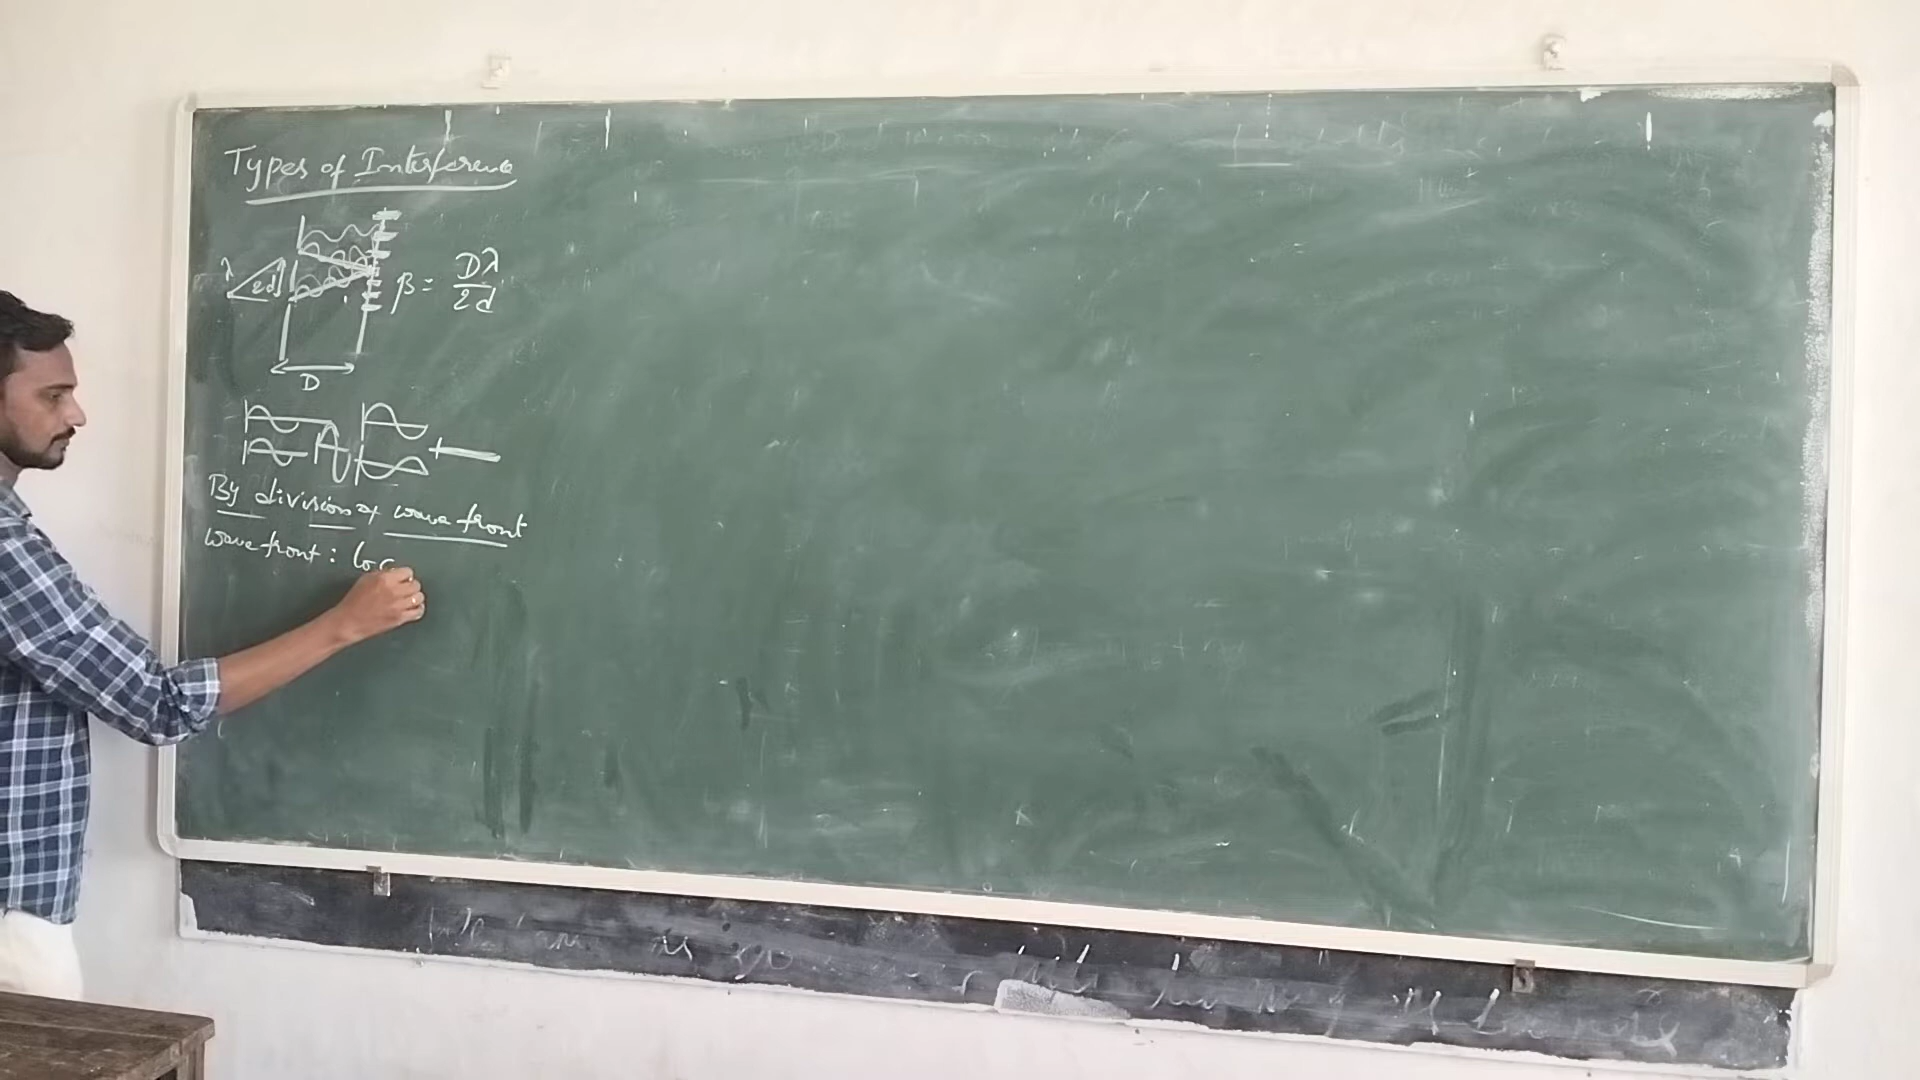 Types of Interference
λ 2d β = Dλ/2d
D
By division of wave front
wave front : loc